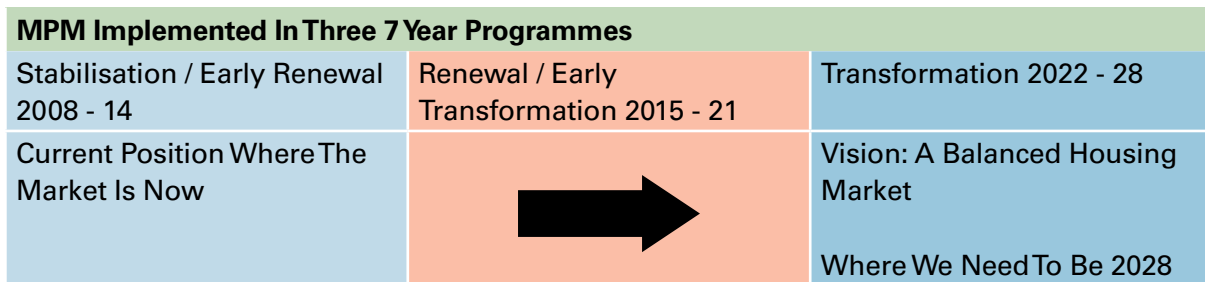 MPM Implemented In Three 7 Year Programmes
Stabilisation / Early Renewal
2008 - 14
Renewal / Early
Transformation 2015 - 21
Transformation 2022 - 28
Current Position Where The
Market Is Now
Vision: A Balanced Housing
Market
Where We Need To Be 2028